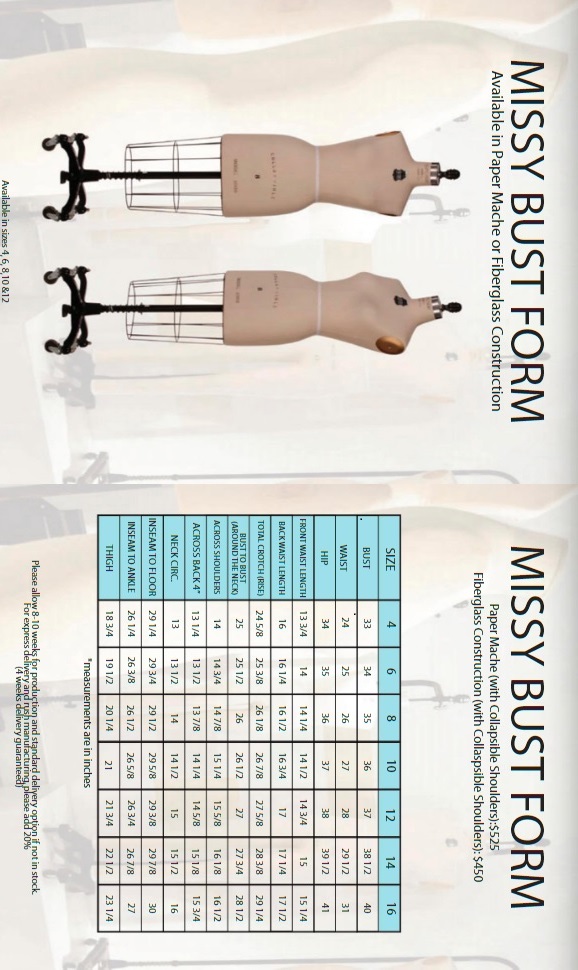 MISSY BUST FORM
Available in Paper Mache or Fiberglass Construction
Available in sizes 4, 6, 8, 10 &12
MISSY BUST FORM
Paper Mache (with Collapsible Shoulders):$525
Fiberglass Construction (with Collaspsible Shoulders): $450
SIZE 4 6 8 10 12 14 16
BUST 33 34 35 36 37 38 1/2 40
WAIST 24 25 26 27 28 29 1/2 31
HIP 34 35 36 37 38 39 1/2 41
FRONT WAIST LENGTH 13 3/4 14 14 1/4 14 1/2 14 3/4 15 15 1/4
BACK WAIST LENGTH 16 16 1/4 16 1/2 16 3/4 17 17 1/4 17 1/2
TOTAL CROTCH (RISE) 24 5/8 25 3/8 26 1/8 26 7/8 27 5/8 28 3/8 29 1/4
BUST TO BUST
(AROUND THE NECK) 25 25 1/2 26 26 1/2 27 27 3/4 28 1/2
ACROSS SHOULDERS 14 14 3/4 14 7/8 15 1/4 15 5/8 16 1/8 16 1/2
ACROSS BACK 4" 13 1/4 13 1/2 13 7/8 14 1/4 14 5/8 15 1/8 15 3/4
NECK CIRC. 13 13 1/2 14 14 1/2 15 15 1/2 16
INSEAM TO FLOOR 29 1/4 29 3/4 29 1/2 29 5/8 29 3/8 29 7/8 30
INSEAM TO ANKLE 26 1/4 26 3/8 26 1/2 26 5/8 26 3/4 26 7/8 27
THIGH 18 3/4 19 1/2 20 1/4 21 21 3/4 22 1/2 23 1/4
*measurements are in inches
Please allow 8-10 weeks for production and standard delivery option if not in stock.
For express delivery and rush manufacturing, please add 20%
(4 weeks delivery guaranteed)